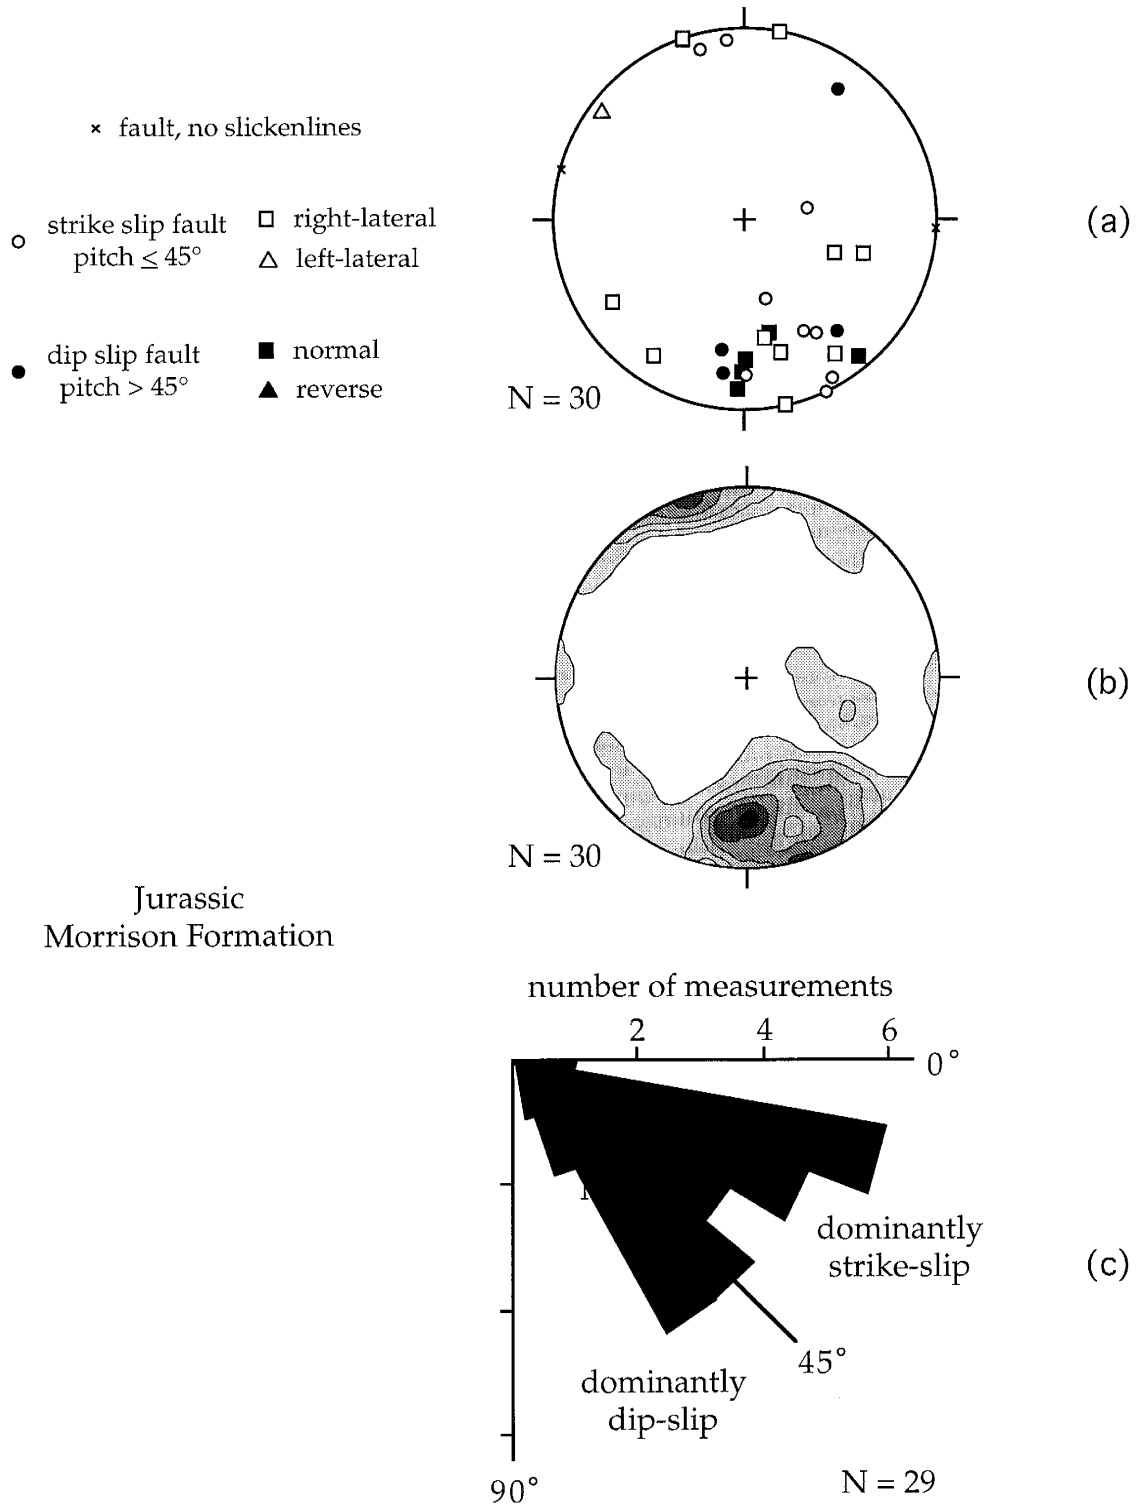 × fault, no slickenlines
strike slip fault
pitch ≤ 45°
right-lateral
left-lateral
dip slip fault
pitch > 45°
normal
reverse
N = 30
(a)
N = 30
(b)
Jurassic
Morrison Formation
number of measurements
2 4 6
0°
dominantly
strike-slip
(c)
45°
dominantly
dip-slip
90°
N = 29